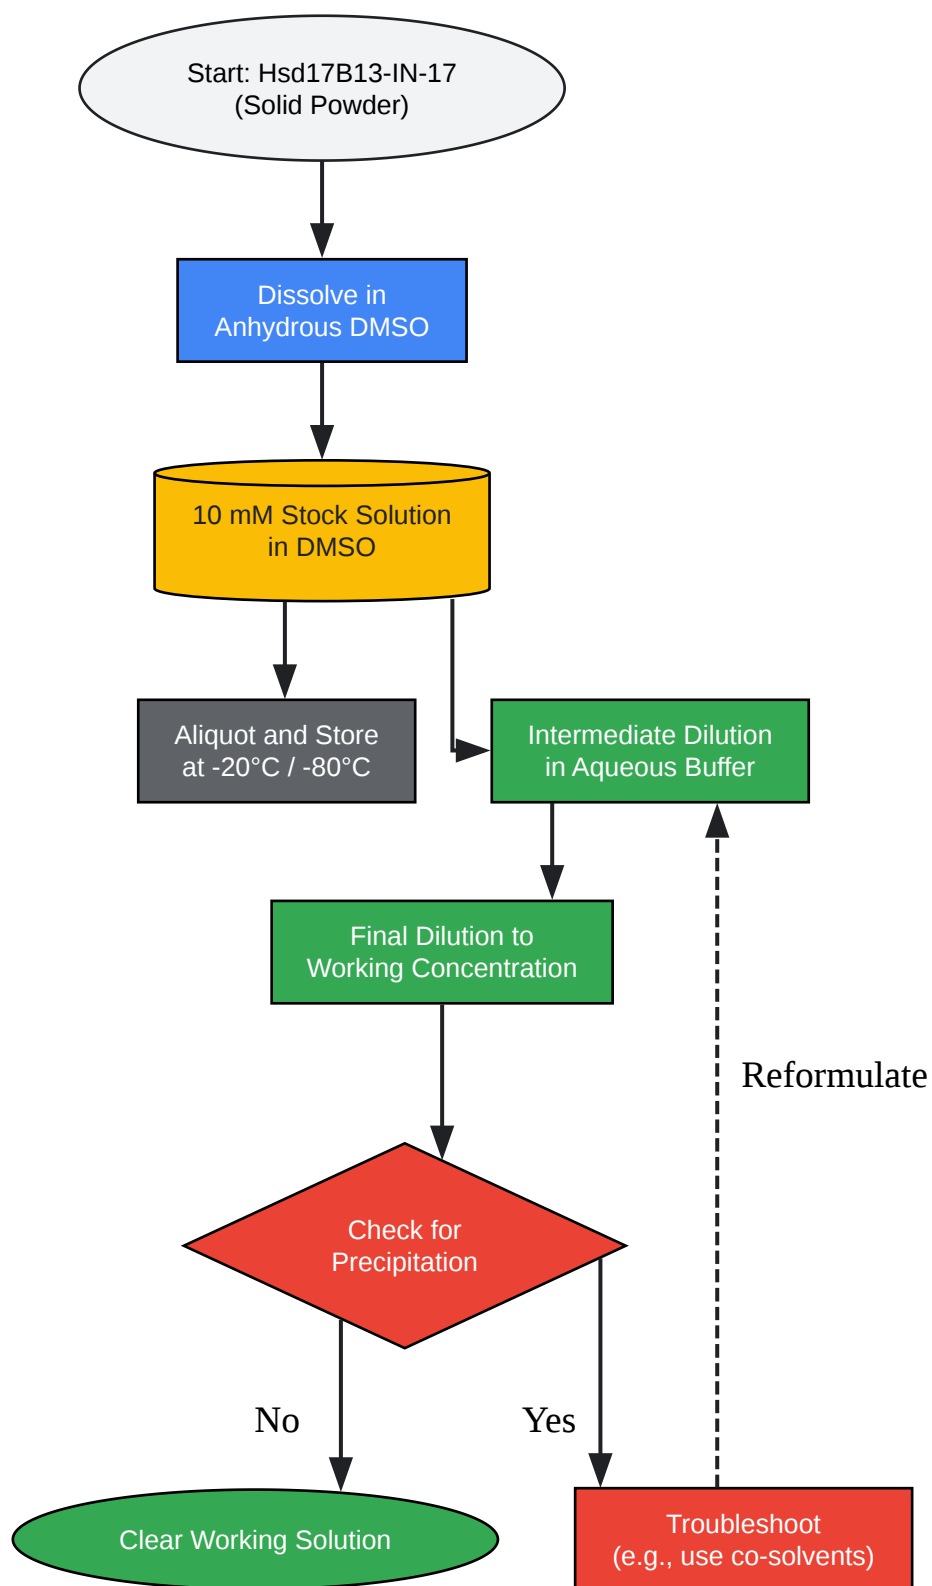 Start: Hsd17B13-IN-17
(Solid Powder)
Dissolve in
Anhydrous DMSO
10 mM Stock Solution
in DMSO
Aliquot and Store
at -20°C / -80°C
Intermediate Dilution
in Aqueous Buffer
Final Dilution to
Working Concentration
Reformulate
Check for
Precipitation
No
Yes
Clear Working Solution
Troubleshoot
(e.g., use co-solvents)